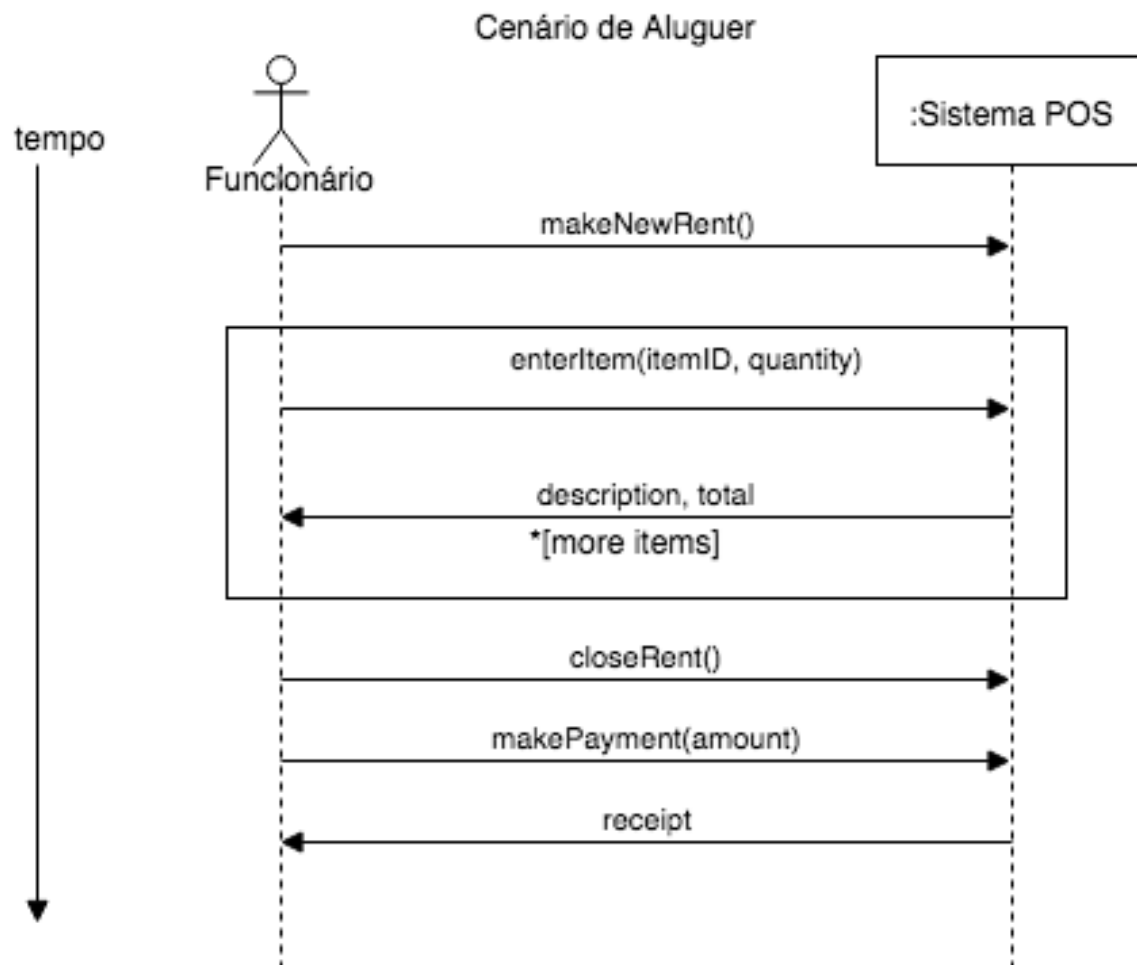 Cenário de Aluguer
tempo
:Sistema POS
Funcionário
makeNewRent()
enterItem(itemID, quantity)
description, total
*[more items]
closeRent()
makePayment(amount)
receipt